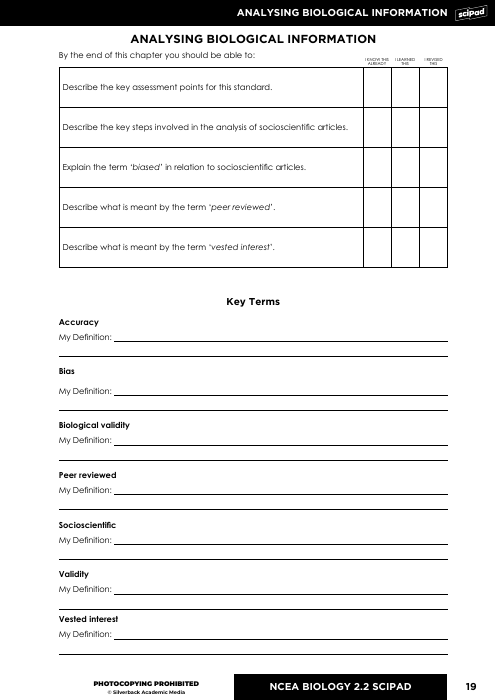 ANALYSING BIOLOGICAL INFORMATION
scipad
ANALYSING BIOLOGICAL INFORMATION
By the end of this chapter you should be able to:
I KNOW THIS ALREADY
I LEARNED THIS
I REVISED THIS
Describe the key assessment points for this standard.
Describe the key steps involved in the analysis of socioscientific articles.
Explain the term ‘biased’ in relation to socioscientific articles.
Describe what is meant by the term ‘peer reviewed’.
Describe what is meant by the term ‘vested interest’.
Key Terms
Accuracy
My Definition:
Bias
My Definition:
Biological validity
My Definition:
Peer reviewed
My Definition:
Socioscientific
My Definition:
Validity
My Definition:
Vested interest
My Definition:
PHOTOCOPYING PROHIBITED
© Silverback Academic Media
NCEA BIOLOGY 2.2 SCIPAD
19